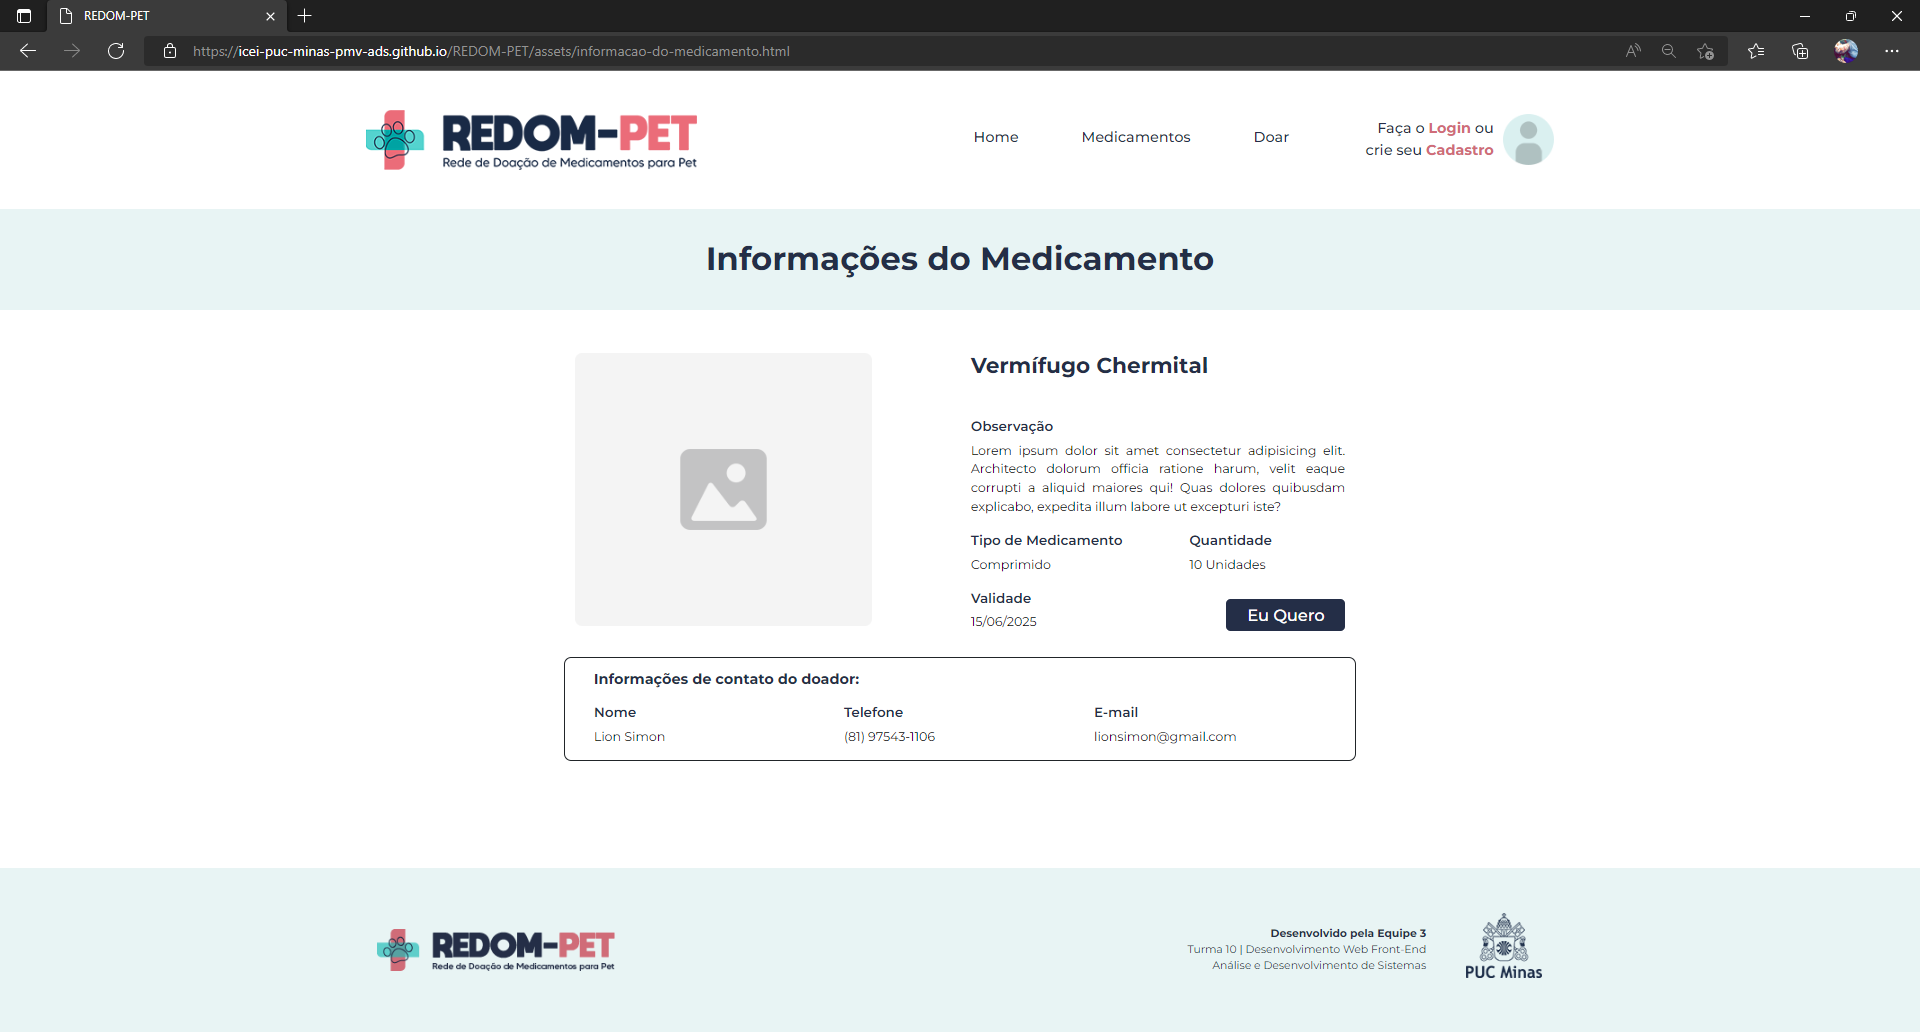 REDOM-PET
https://icei-puc-minas-pmv-ads.github.io/REDOM-PET/assets/informacao-do-medicamento.html
REDOM-PET
Rede de Doação de Medicamentos para Pet
Home
Medicamentos
Doar
Faça o Login ou
crie seu Cadastro
Informações do Medicamento
Vermífugo Chermital
Observação
Lorem ipsum dolor sit amet consectetur adipisicing elit.
Architecto dolorum officia ratione harum, velit eaque
corrupti a aliquid maiores qui! Quas dolores quibusdam
explicabo, expedita illum labore ut excepturi iste?
Tipo de Medicamento
Comprimido
Quantidade
10 Unidades
Validade
15/06/2025
Eu Quero
Informações de contato do doador:
Nome
Lion Simon
Telefone
(81) 97543-1106
E-mail
lionsimon@gmail.com
REDOM-PET
Rede de Doação de Medicamentos para Pet
Desenvolvido pela Equipe 3
Turma 10 | Desenvolvimento Web Front-End
Análise e Desenvolvimento de Sistemas
PUC Minas